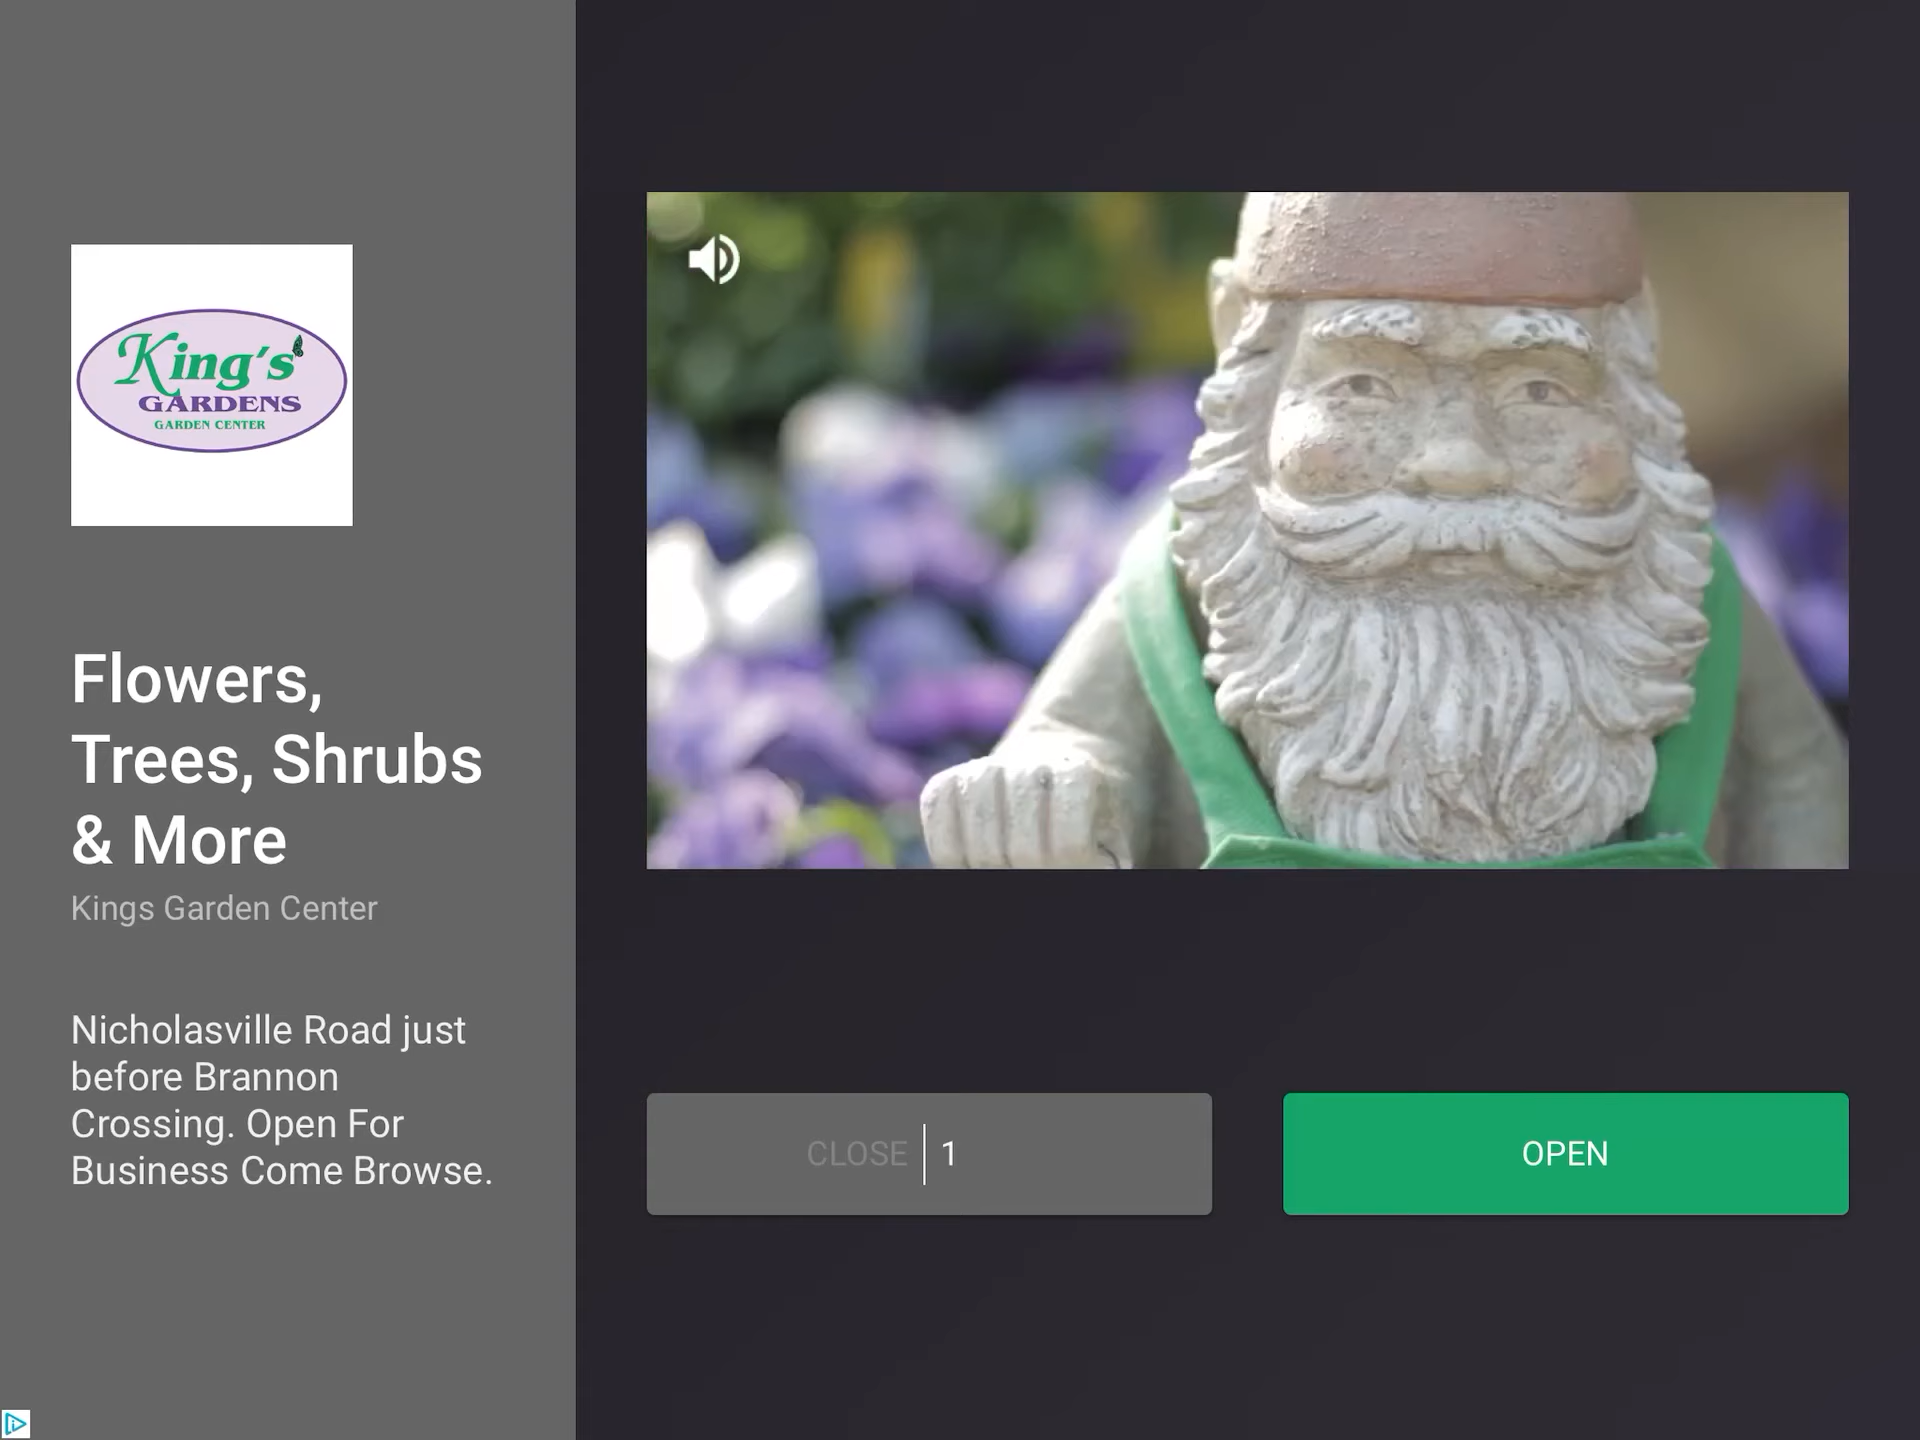 King's
GARDENS
GARDEN CENTER
Flowers,
Trees, Shrubs
& More
Kings Garden Center
Nicholasville Road just
before Brannon
Crossing. Open For
Business Come Browse.
CLOSE 1
OPEN